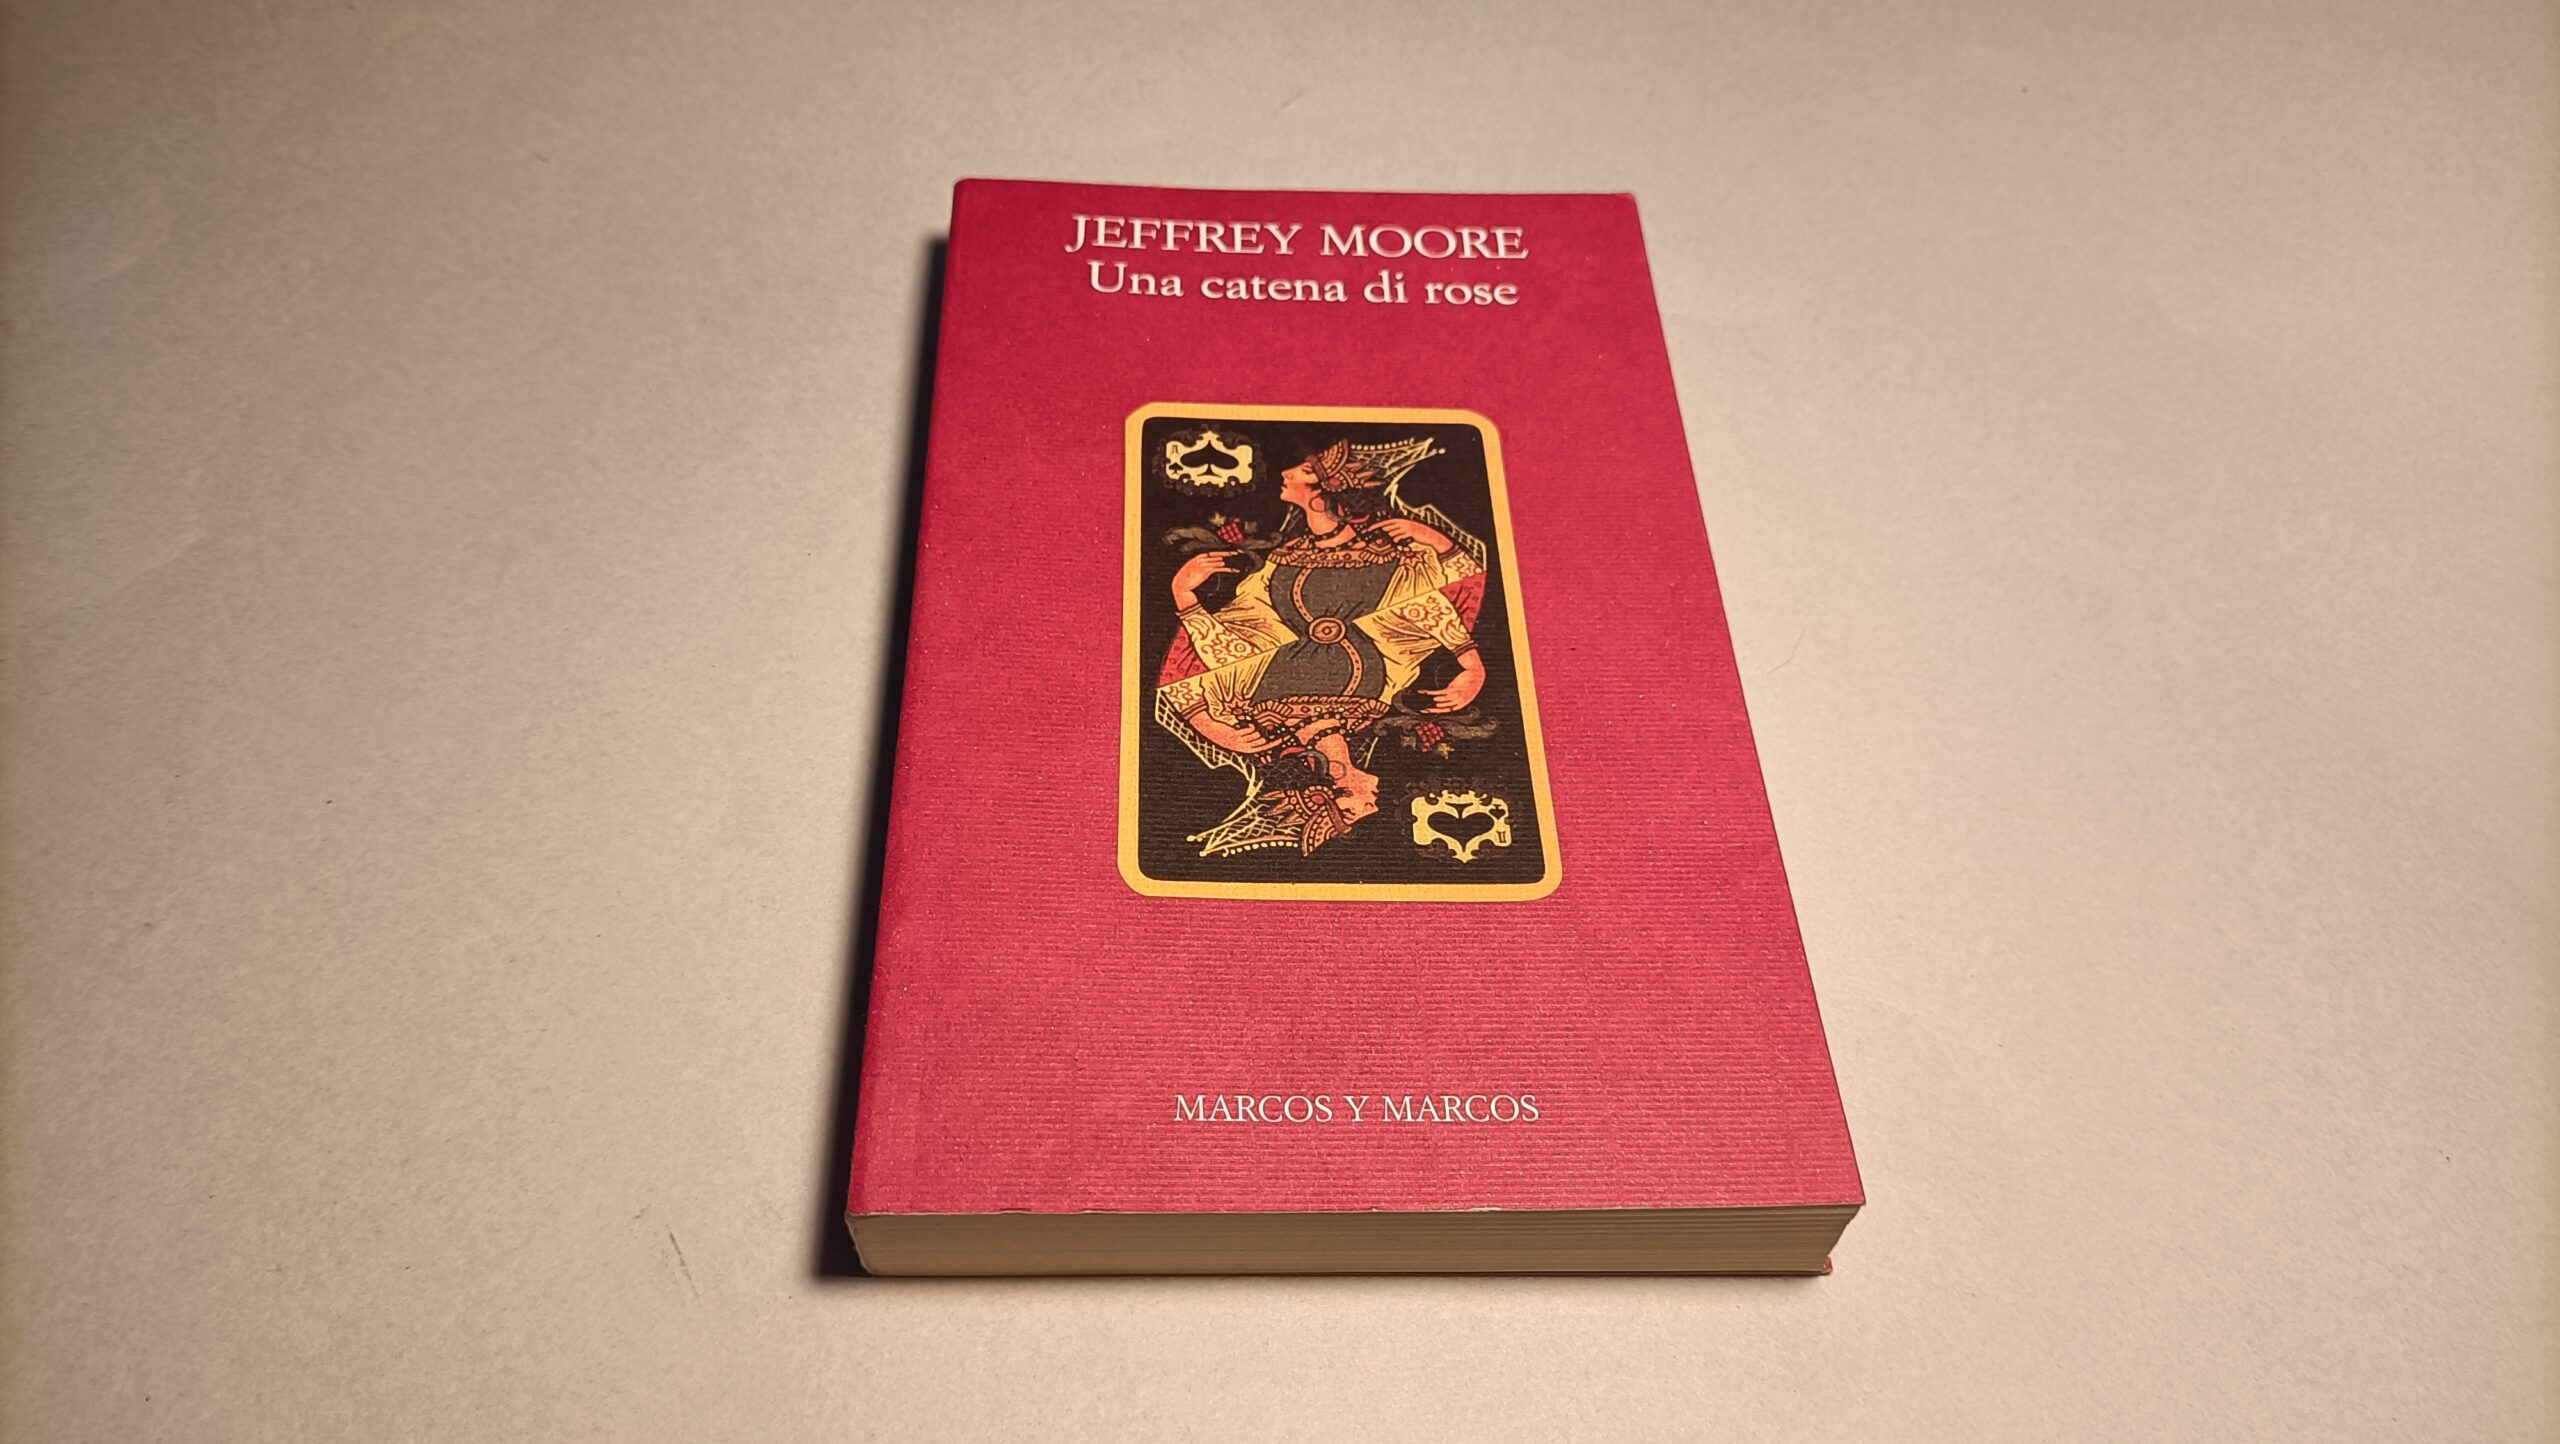 JEFFREY MOORE
Una catena di rose
Д
Д
MARCOS Y MARCOS